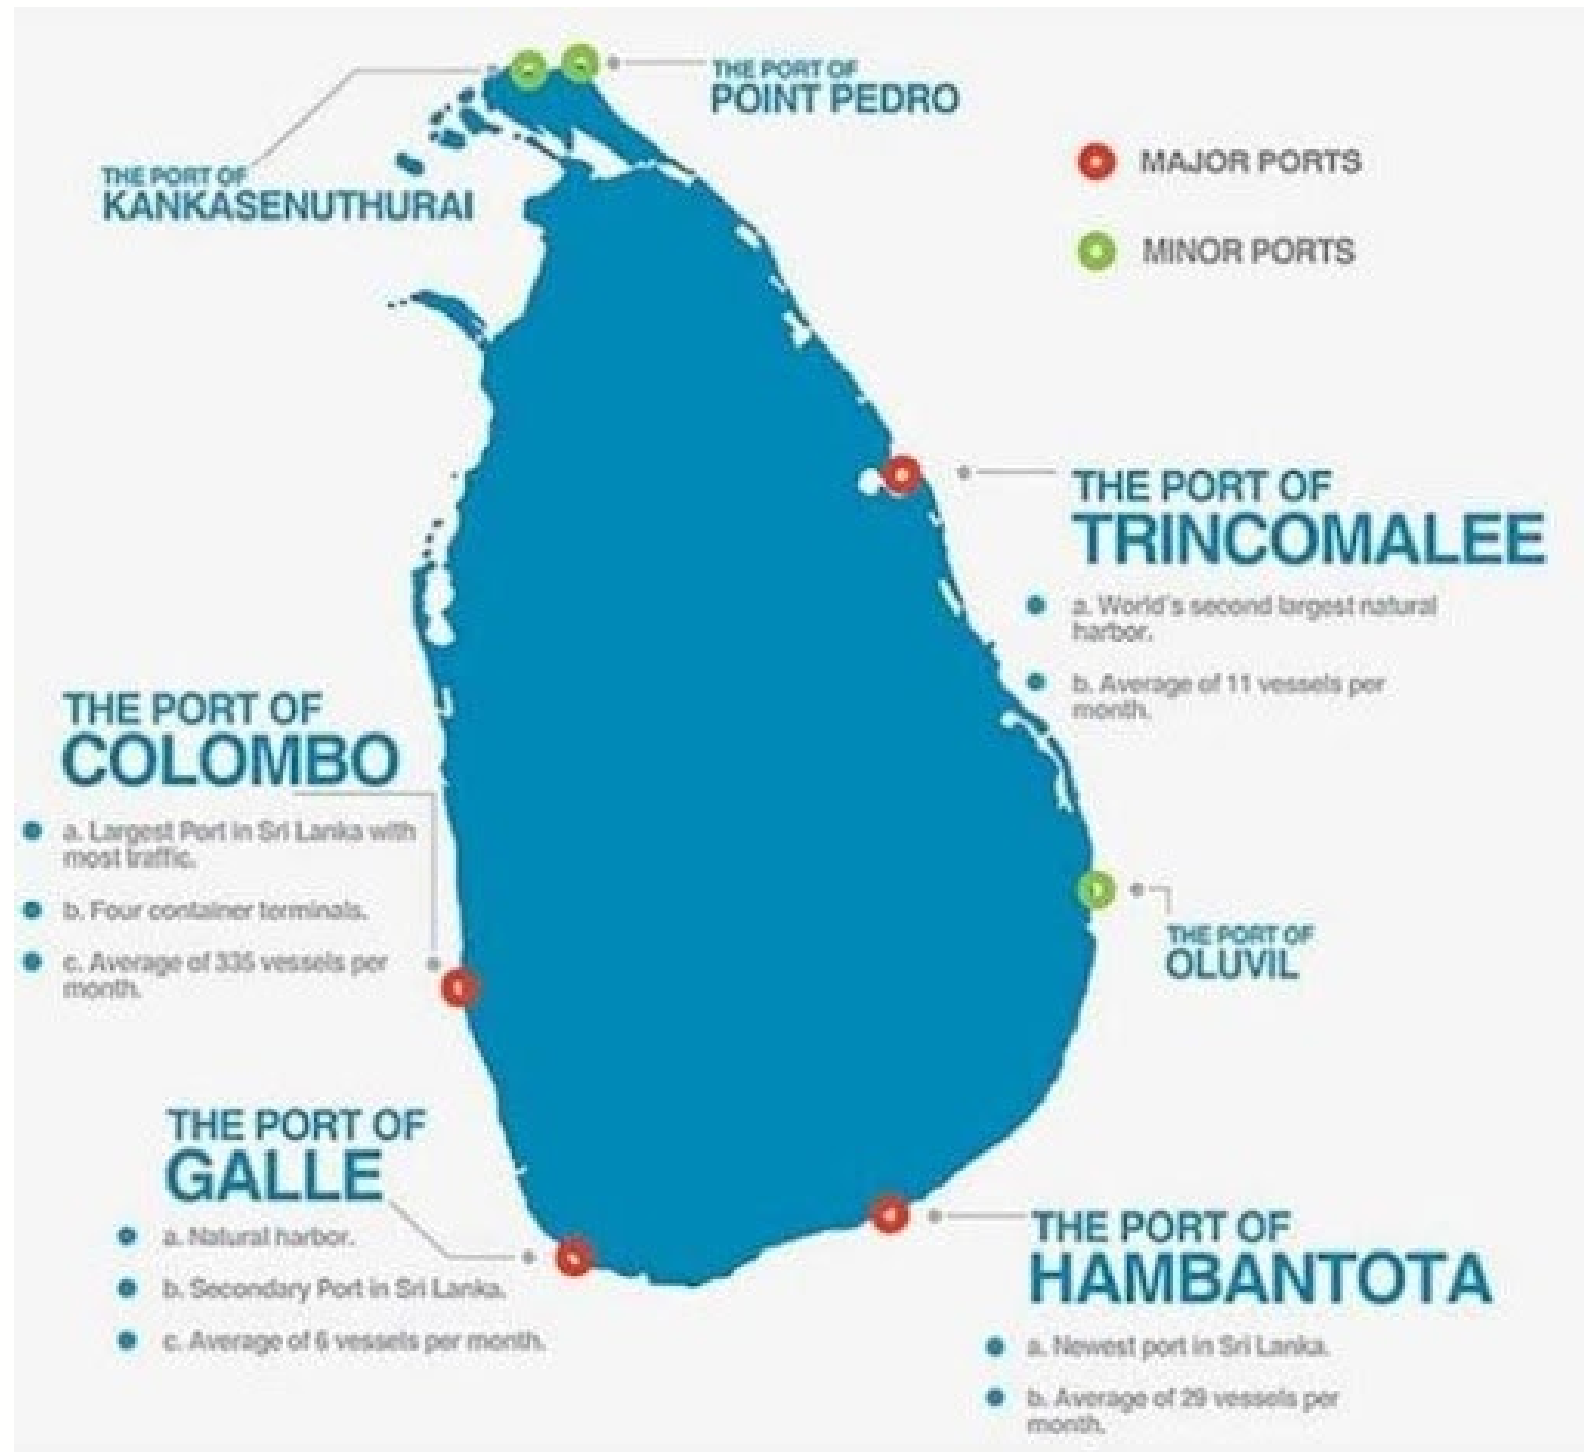 THE PORT OF
POINT PEDRO
THE PORT OF
KANKASENUTHURAI
MAJOR PORTS
MINOR PORTS
THE PORT OF
TRINCOMALEE
a. World's second largest natural
harbor.
b. Average of 11 vessels per
month.
THE PORT OF
COLOMBO
a. Largest Port in Sri Lanka with
most traffic.
b. Four container terminals.
c. Average of 335 vessels per
month.
THE PORT OF
OLUVIL
THE PORT OF
GALLE
a. Natural harbor.
b. Secondary Port in Sri Lanka.
c. Average of 6 vessels per month.
THE PORT OF
HAMBANTOTA
a. Newest port in Sri Lanka.
b. Average of 29 vessels per
month.